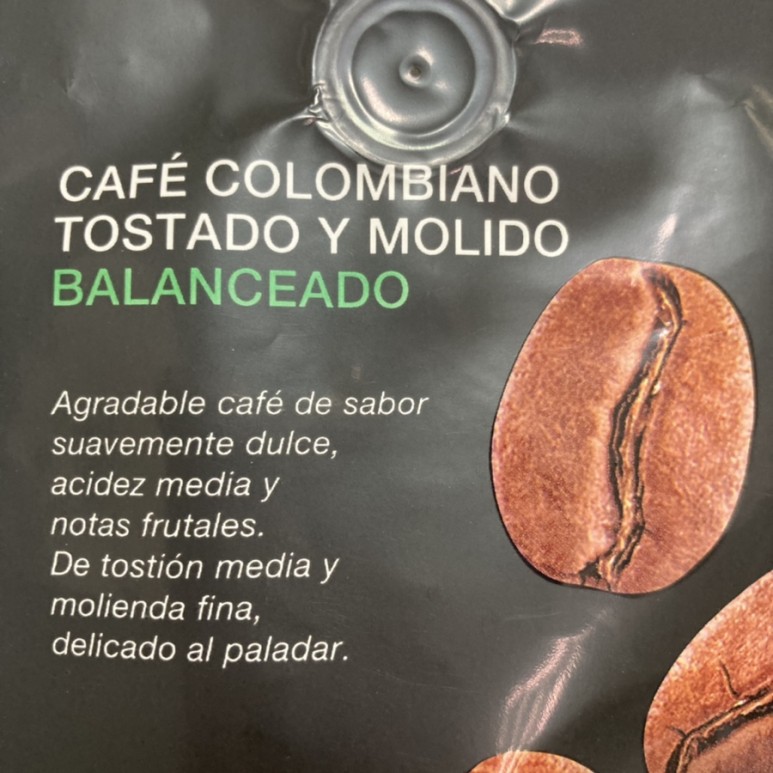 CAFÉ COLOMBIANO
TOSTADO Y MOLIDO
BALANCEADO
Agradable café de sabor
suavemente dulce,
acidez media y
notas frutales.
De tostión media y
molienda fina,
delicado al paladar.